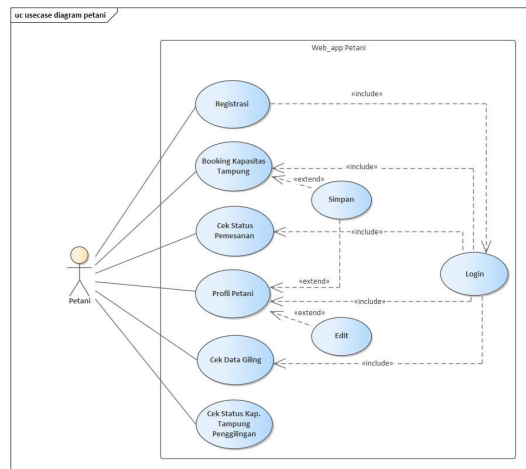 uc usecase diagram petani
Web_app Petani
Registrasi
«include»
Booking Kapasitas
Tampung
«include»
«extend»
Simpan
Cek Status
Pemesanan
«include»
Login
Petani
Profil Petani
«extend»
«include»
«extend»
Edit
Cek Data Giling
«include»
Cek Status Kap.
Tampung
Penggilingan